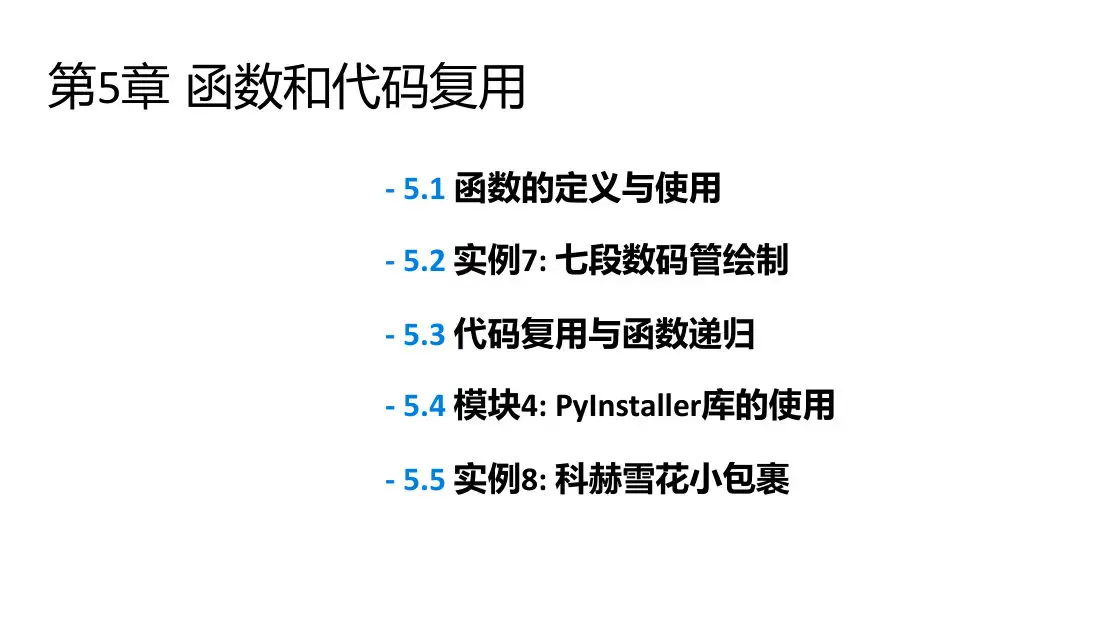 第5章 函数和代码复用
- 5.1 函数的定义与使用
- 5.2 实例7: 七段数码管绘制
- 5.3 代码复用与函数递归
- 5.4 模块4: PyInstaller库的使用
- 5.5 实例8: 科赫雪花小包裹